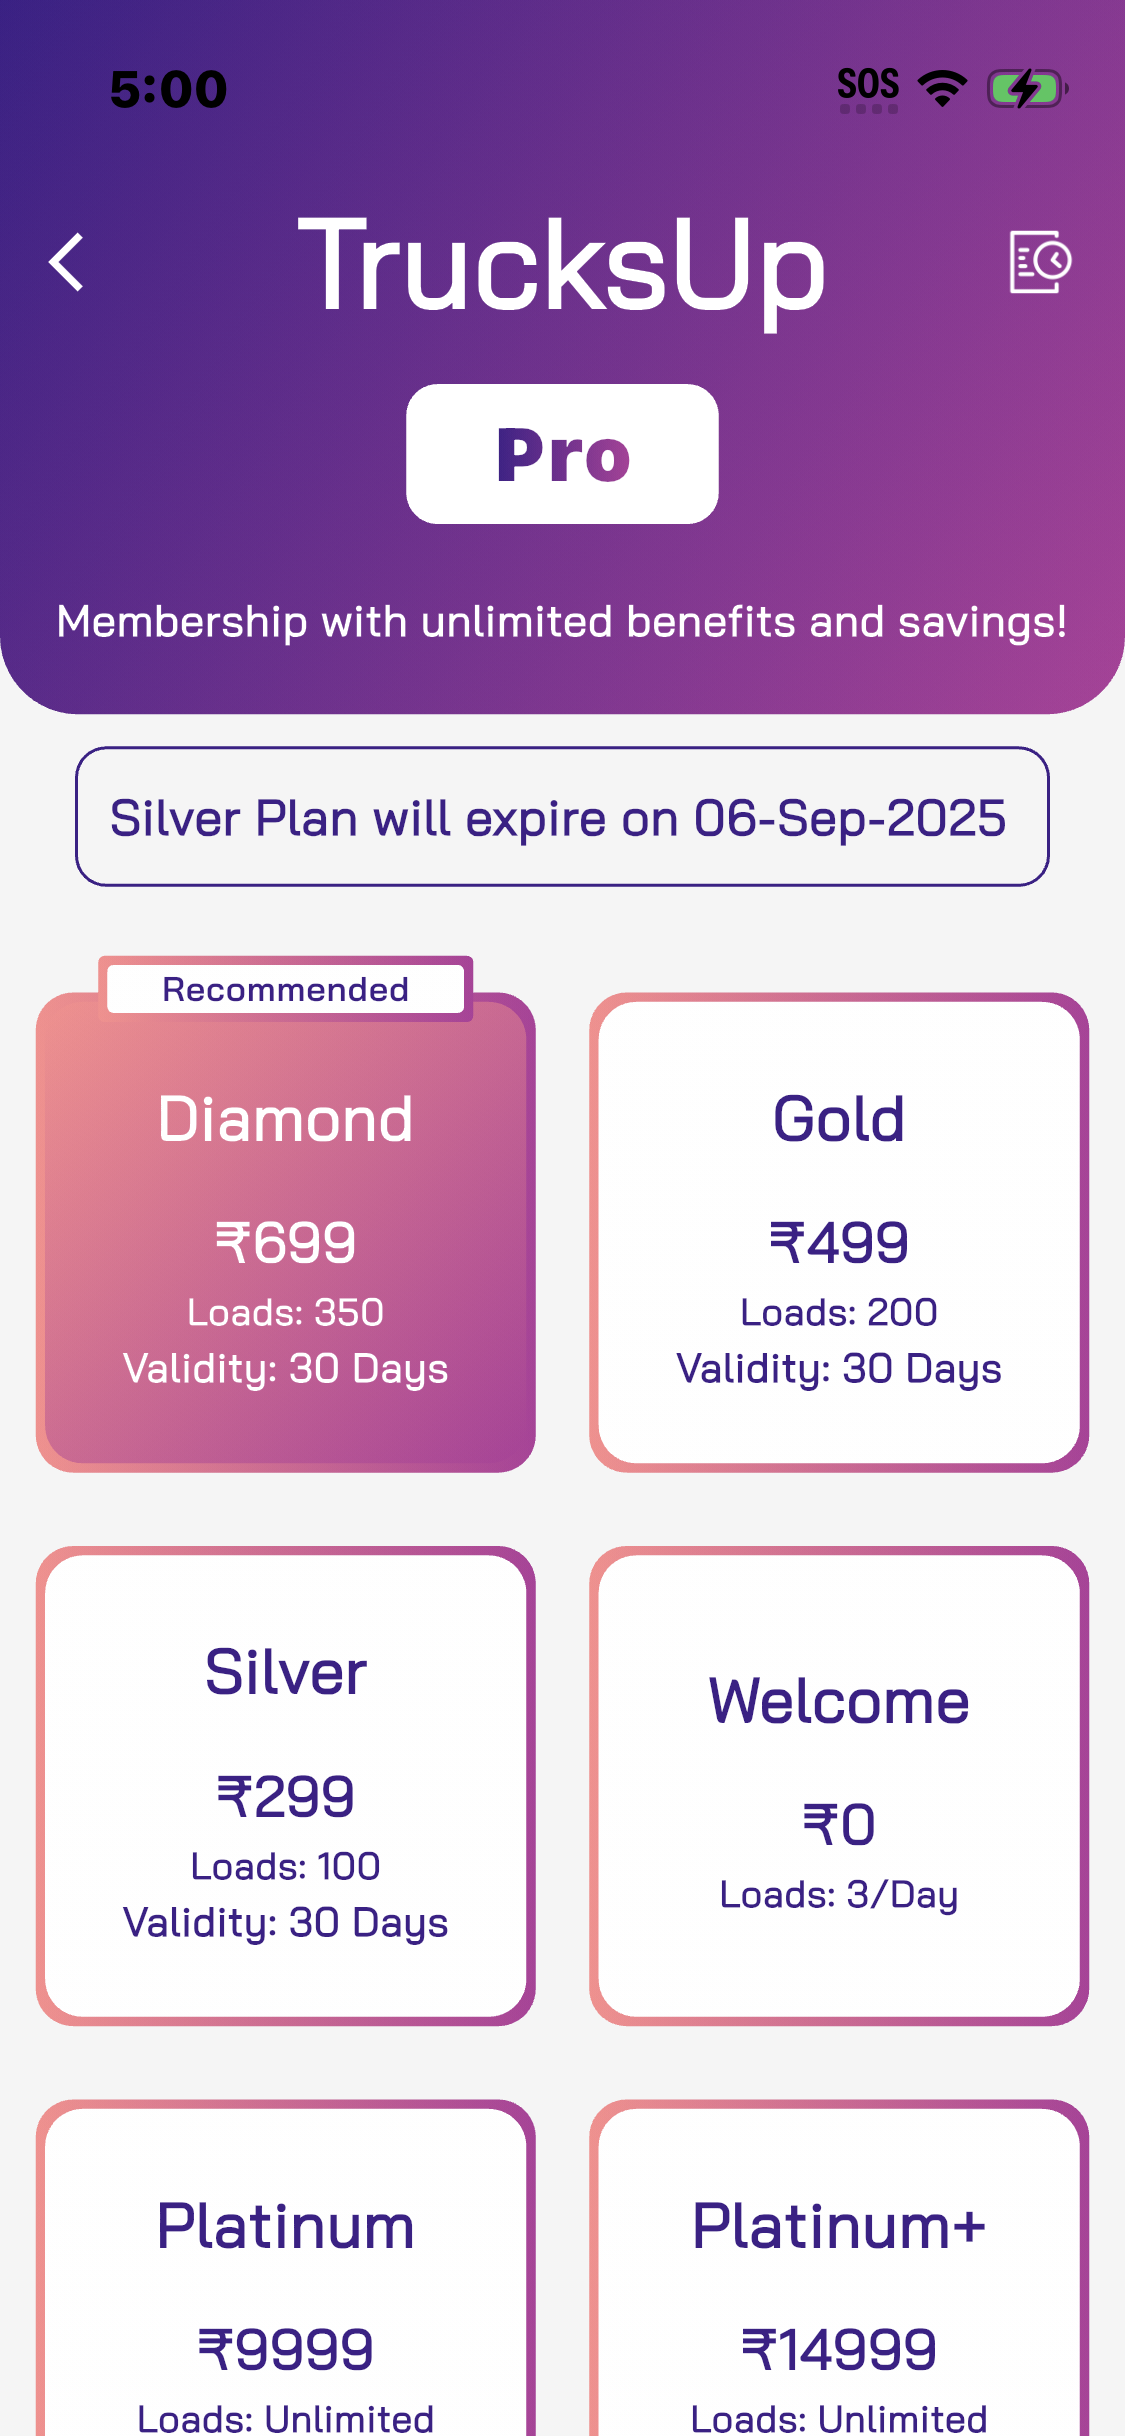 5:00
SOS
TrucksUp
Pro
Membership with unlimited benefits and savings!
Silver Plan will expire on 06-Sep-2025
Recommended
Diamond
₹699
Loads: 350
Validity: 30 Days
Gold
₹499
Loads: 200
Validity: 30 Days
Silver
₹299
Loads: 100
Validity: 30 Days
Welcome
₹0
Loads: 3/Day
Platinum
₹9999
Loads: Unlimited
Platinum+
₹14999
Loads: Unlimited